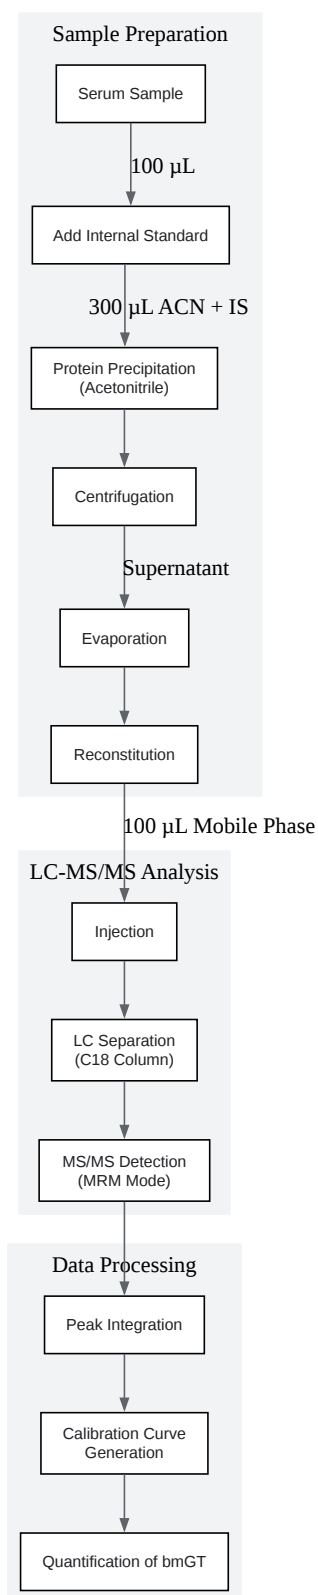 Sample Preparation
Serum Sample
100 µL
Add Internal Standard
300 µL ACN + IS
Protein Precipitation
(Acetonitrile)
Centrifugation
Supernatant
Evaporation
Reconstitution
100 µL Mobile Phase
LC-MS/MS Analysis
Injection
LC Separation
(C18 Column)
MS/MS Detection
(MRM Mode)
Data Processing
Peak Integration
Calibration Curve
Generation
Quantification of bmGT